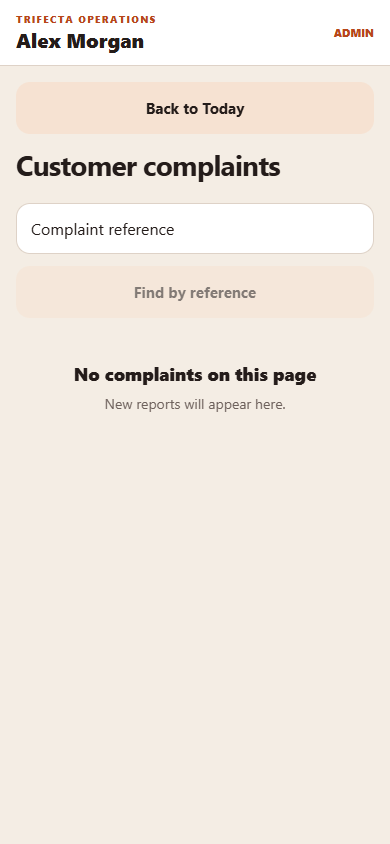 TRIFECTA OPERATIONS
Alex Morgan
ADMIN
Back to Today
Customer complaints
Complaint reference
Find by reference
No complaints on this page
New reports will appear here.